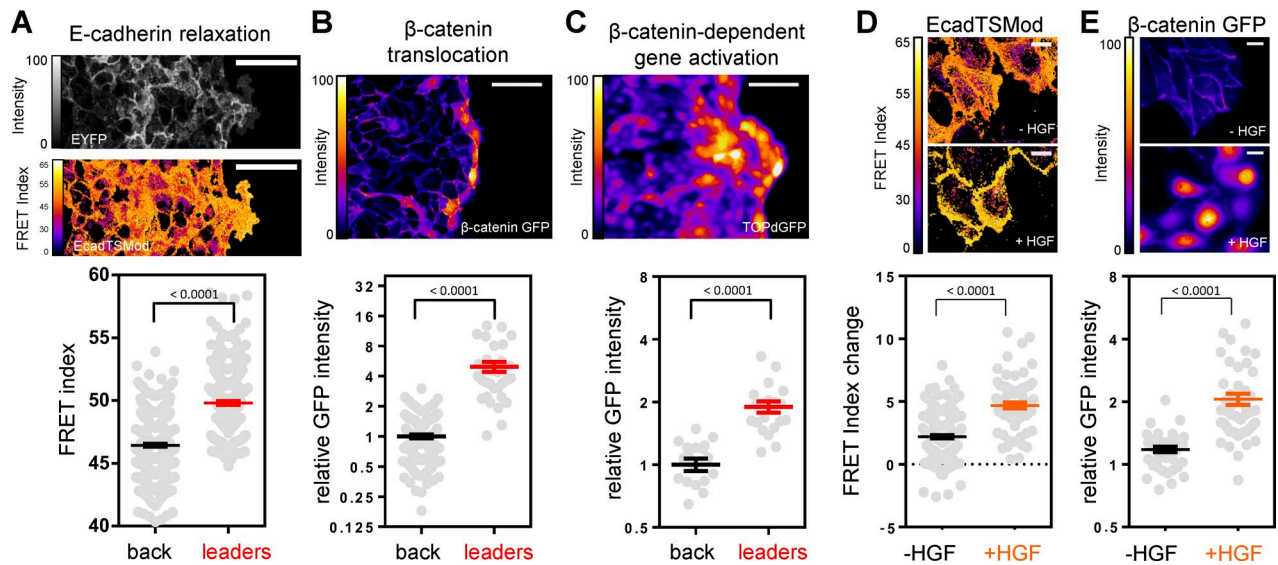 A
E-cadherin relaxation
100
Intensity
0
EYFP
65
60
45
30
0
FRET Index
EcadTSMod
60
55
50
45
40
FRET index
< 0.0001
back
leaders
B
β-catenin
translocation
100
Intensity
0
β-catenin GFP
32
16
8
4
2
1
0.5
0.25
0.125
relative GFP intensity
< 0.0001
back
leaders
C
β-catenin-dependent
gene activation
100
Intensity
0
TOPdGFP
8
4
2
1
0.5
relative GFP intensity
< 0.0001
back
leaders
D
EcadTSMod
65
55
45
30
0
FRET Index
- HGF
+ HGF
15
10
5
0
-5
FRET Index change
< 0.0001
-HGF
+HGF
E
β-catenin GFP
100
Intensity
0
- HGF
+ HGF
8
4
2
1
0.5
relative GFP intensity
< 0.0001
-HGF
+HGF